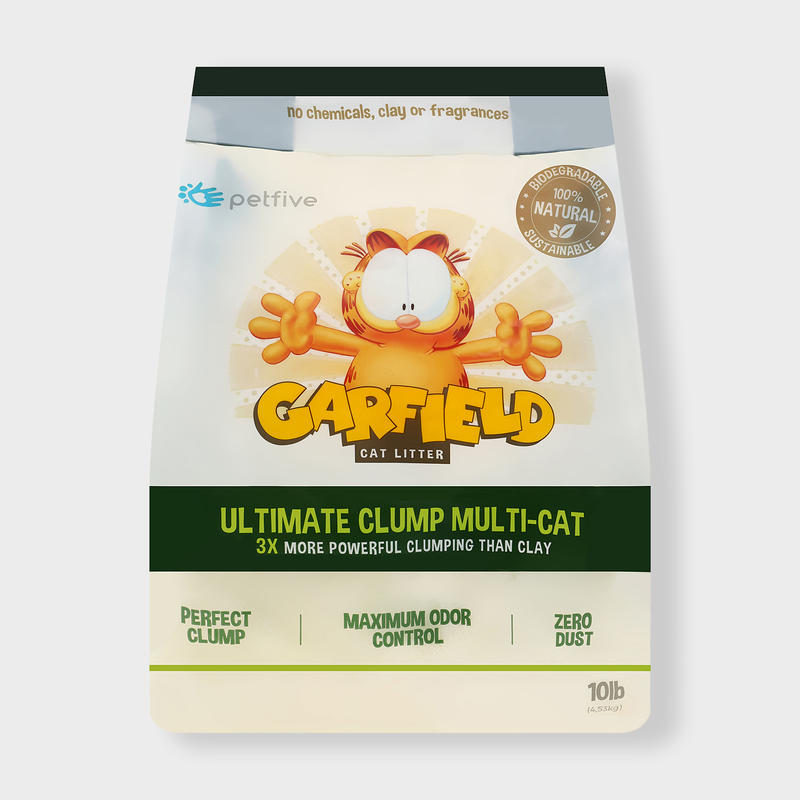 no chemicals, clay or fragrances
petfive
BIODEGRADABLE
100%
NATURAL
SUSTAINABLE
GARFIELD
CAT LITTER
ULTIMATE CLUMP MULTI-CAT
3X MORE POWERFUL CLUMPING THAN CLAY
PERFECT
CLUMP
MAXIMUM ODOR
CONTROL
ZERO
DUST
10lb
(4.53kg)